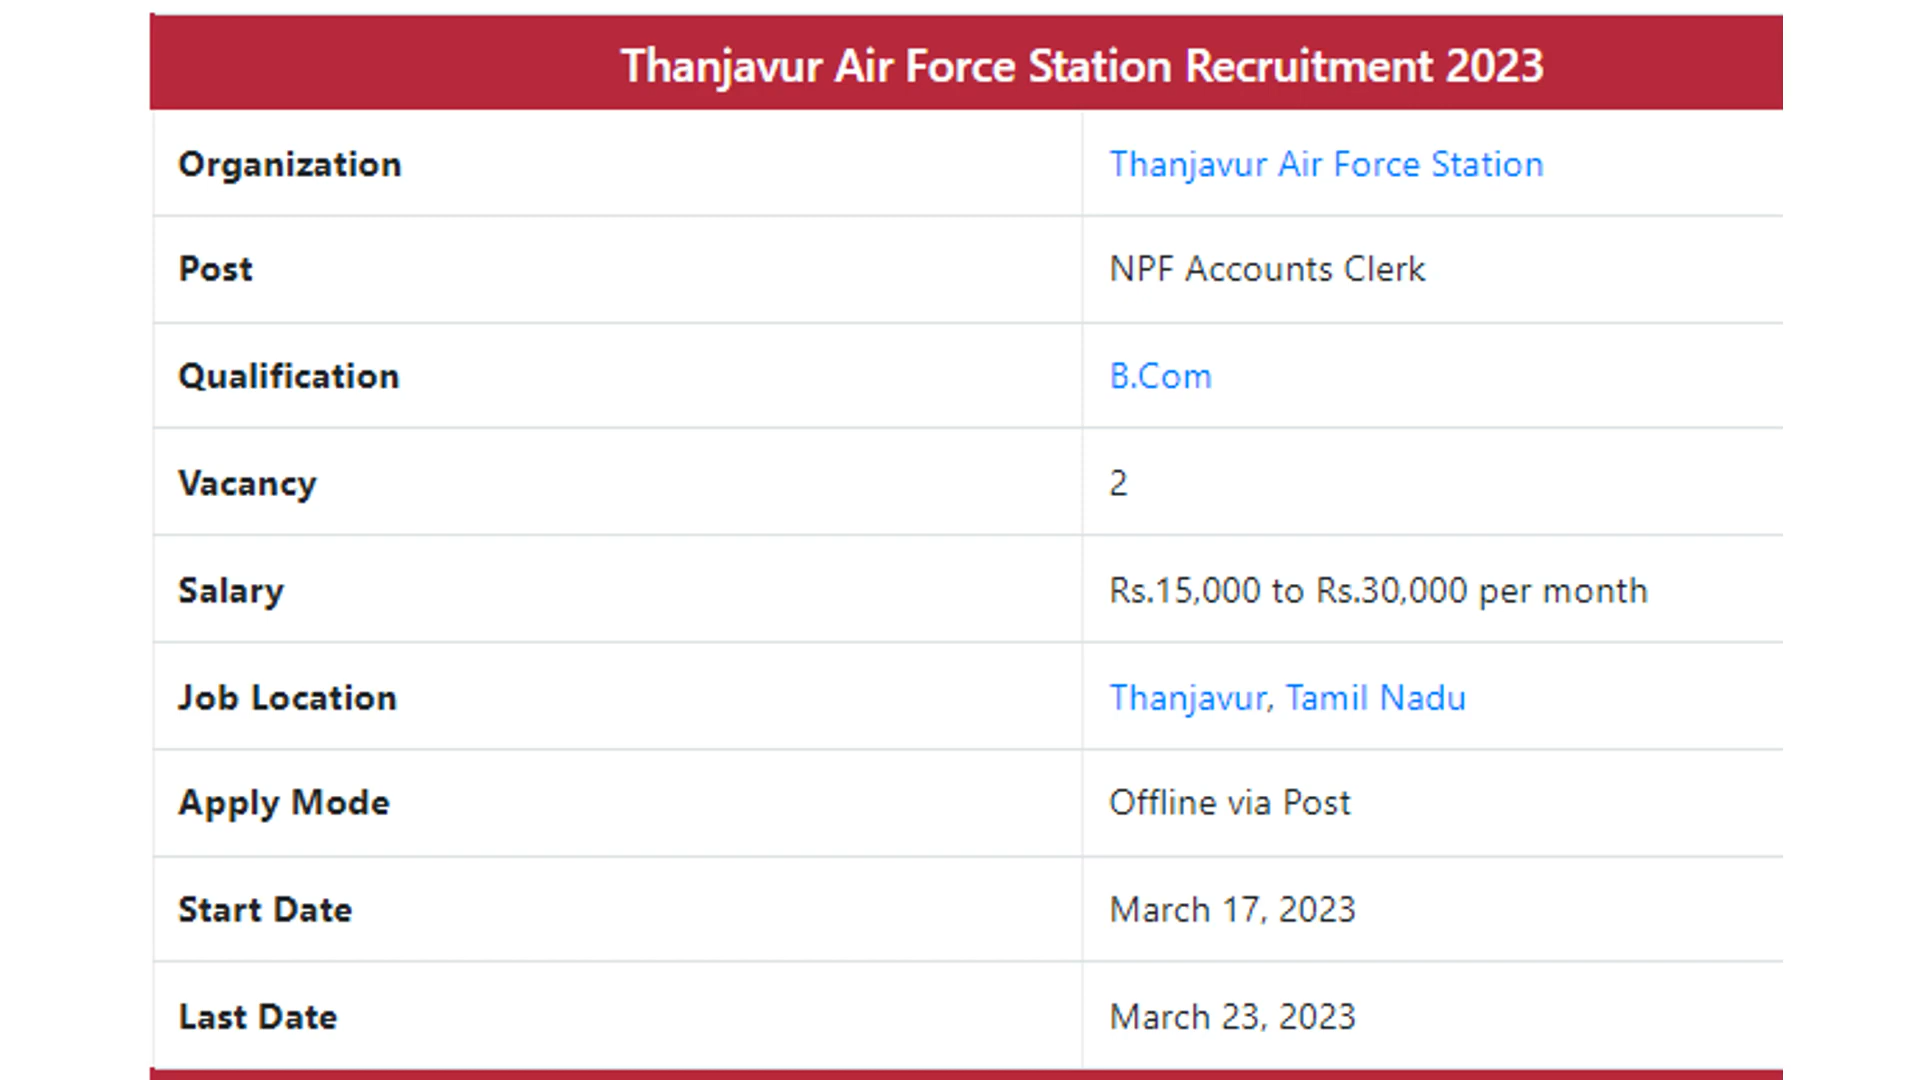 Thanjavur Air Force Station Recruitment 2023
Organization Thanjavur Air Force Station
Post NPF Accounts Clerk
Qualification B.Com
Vacancy 2
Salary Rs.15,000 to Rs.30,000 per month
Job Location Thanjavur, Tamil Nadu
Apply Mode Offline via Post
Start Date March 17, 2023
Last Date March 23, 2023